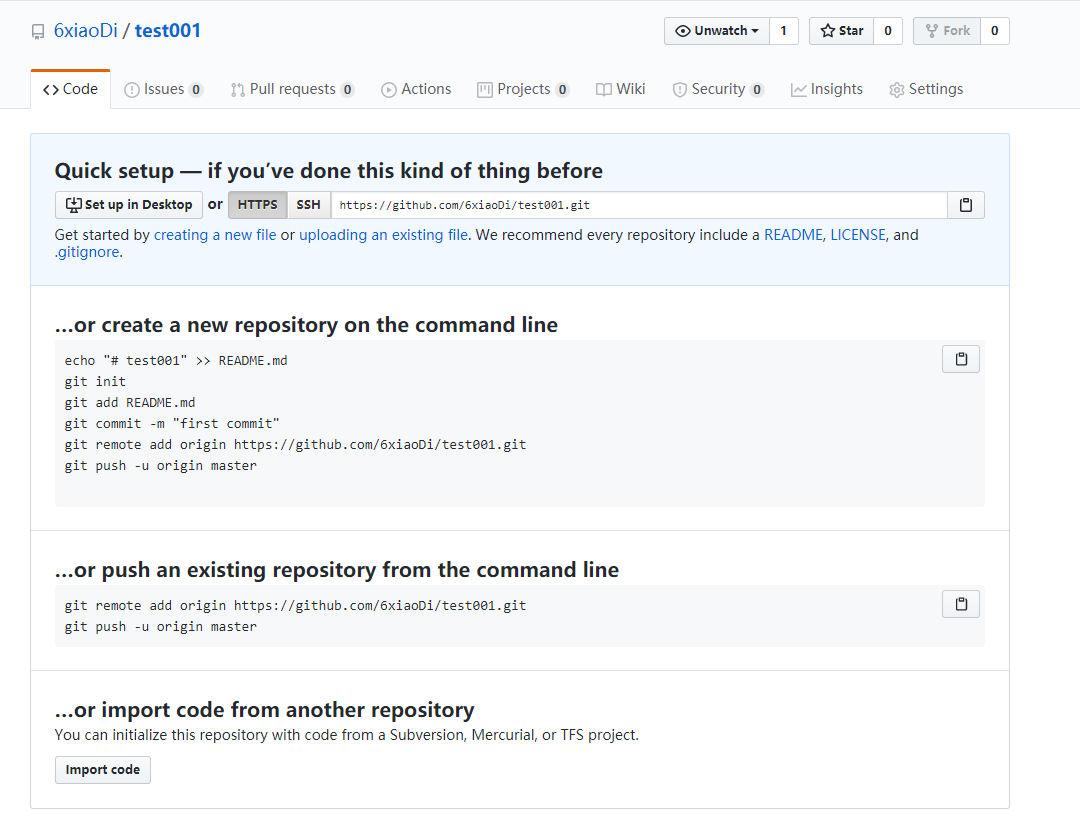 6xiaoDi / test001
Unwatch 1 Star 0 Fork 0
Code Issues 0 Pull requests 0 Actions Projects 0 Wiki Security 0 Insights Settings
Quick setup — if you’ve done this kind of thing before
Set up in Desktop or HTTPS SSH https://github.com/6xiaoDi/test001.git
Get started by creating a new file or uploading an existing file. We recommend every repository include a README, LICENSE, and
.gitignore.
…or create a new repository on the command line
echo "# test001" >> README.md
git init
git add README.md
git commit -m "first commit"
git remote add origin https://github.com/6xiaoDi/test001.git
git push -u origin master
…or push an existing repository from the command line
git remote add origin https://github.com/6xiaoDi/test001.git
git push -u origin master
…or import code from another repository
You can initialize this repository with code from a Subversion, Mercurial, or TFS project.
Import code